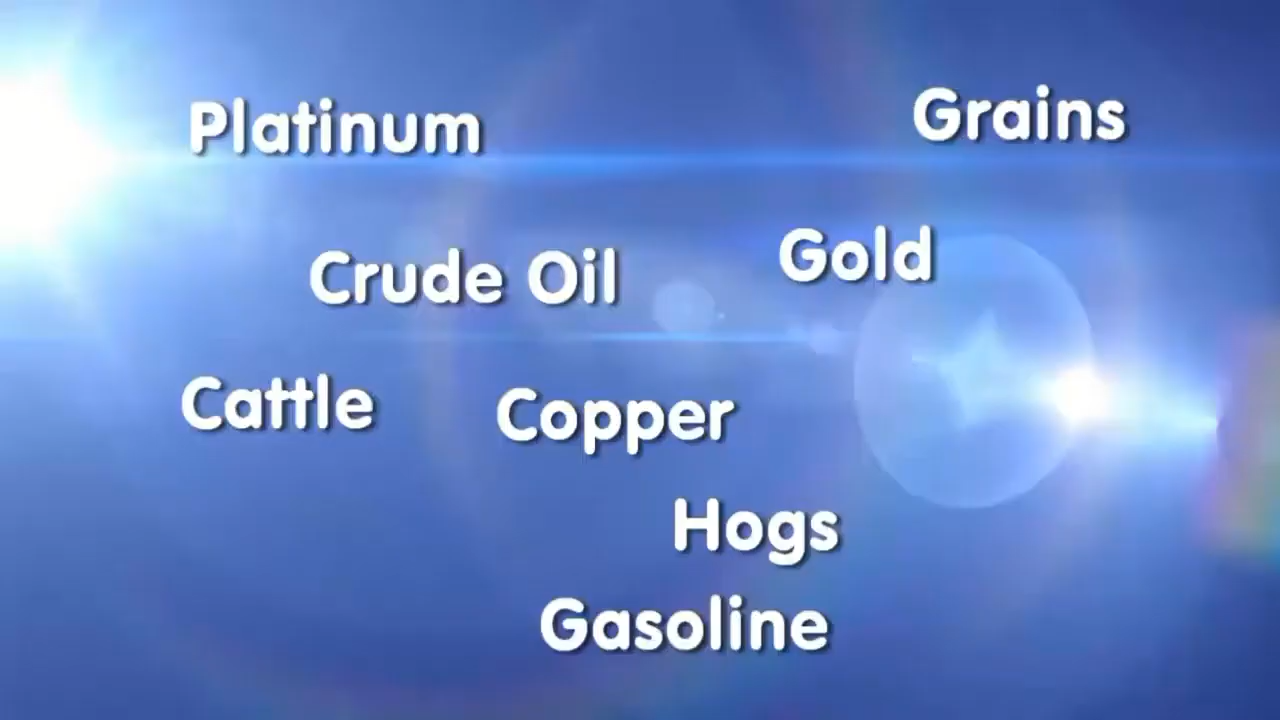 Platinum
Grains
Crude Oil
Gold
Cattle
Copper
Hogs
Gasoline